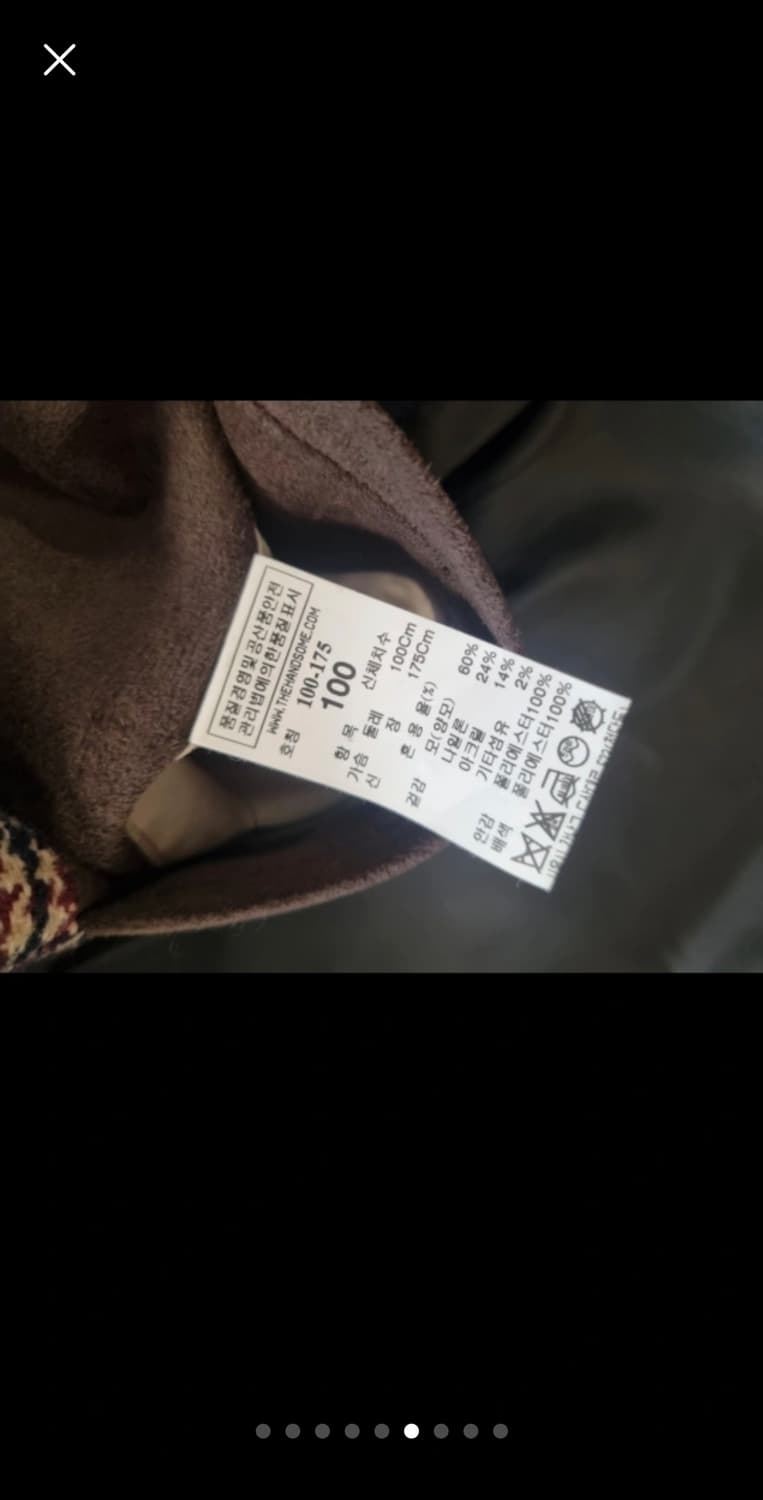 품질경영및공산품안전
관리법에의한품질표시
WWW.THEHANDSOME.COM
호칭 100-175
100
항 목 신체치수
가슴 둘레 100Cm
신 장 175Cm
혼 용 율(%)
겉감 모(양모) 60%
나일론 24%
아크릴 14%
기타섬유 2%
안감 폴리에스터100%
배색 폴리에스터100%